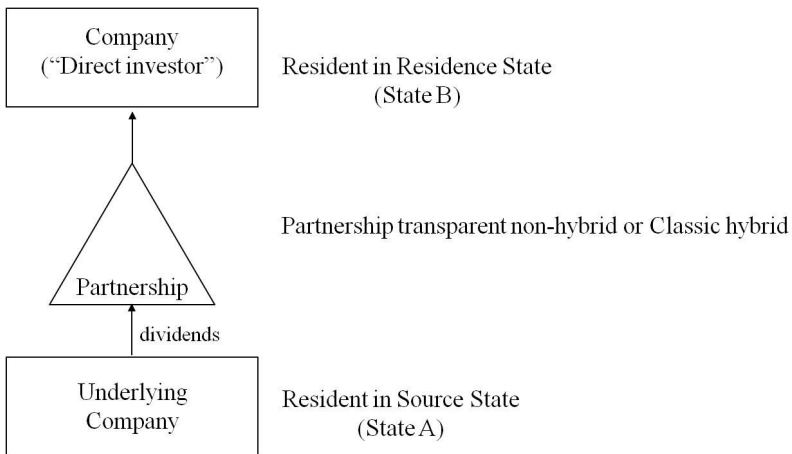 Company
(“Direct investor”)
Resident in Residence State
(State B)
Partnership transparent non-hybrid or Classic hybrid
Partnership
dividends
Underlying
Company
Resident in Source State
(State A)